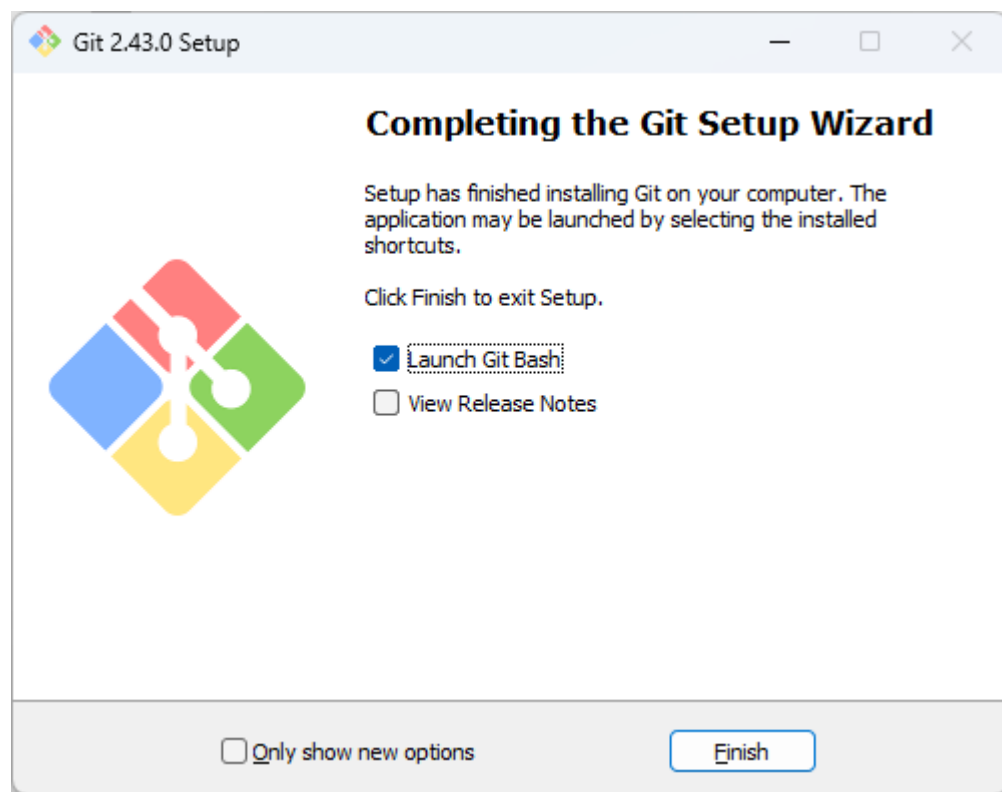 Git 2.43.0 Setup
Completing the Git Setup Wizard
Setup has finished installing Git on your computer. The
application may be launched by selecting the installed
shortcuts.
Click Finish to exit Setup.
Launch Git Bash
View Release Notes
Only show new options
Finish